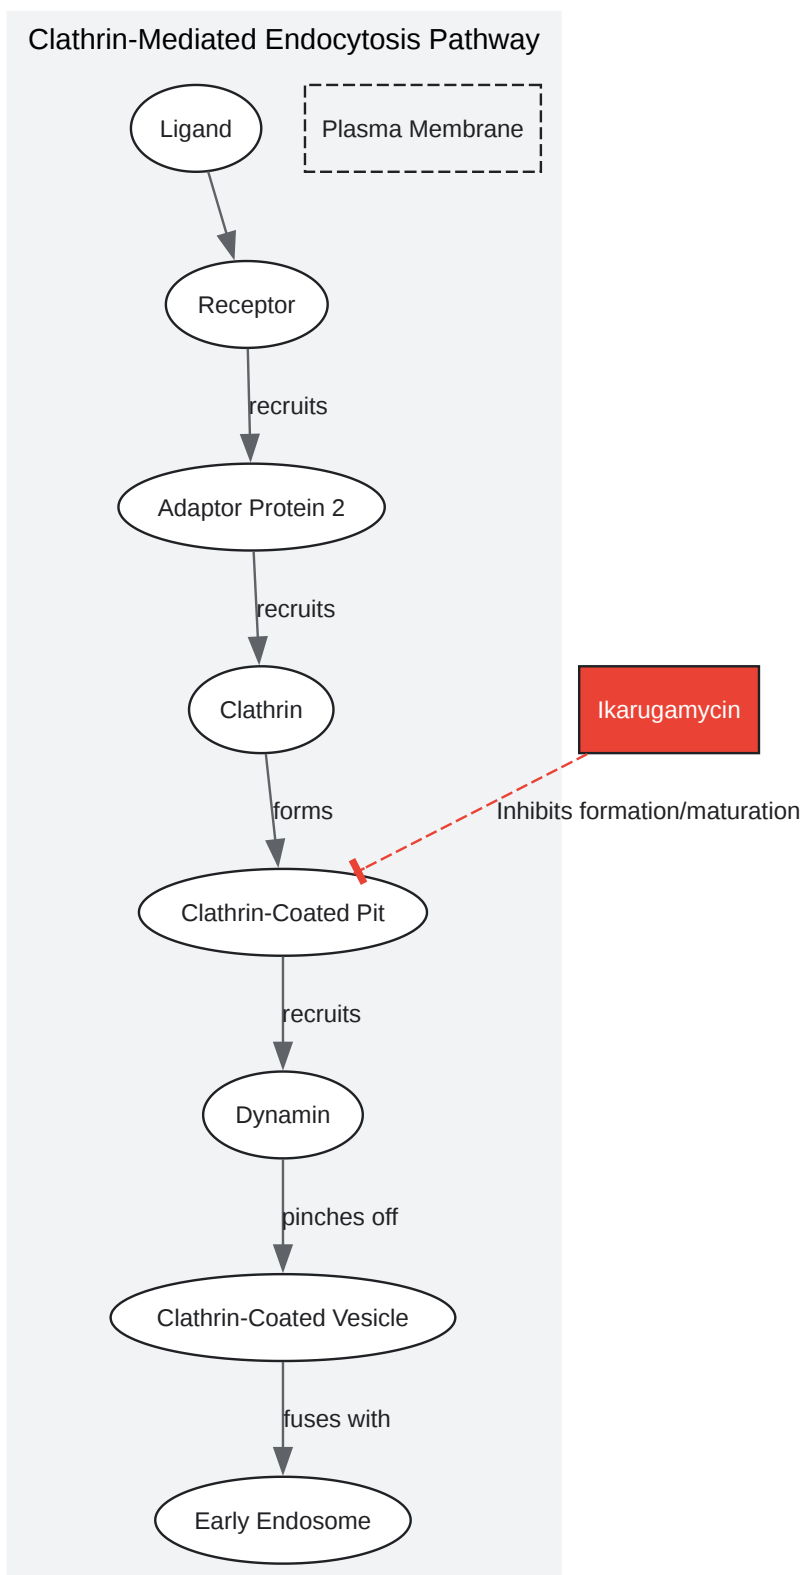 Clathrin-Mediated Endocytosis Pathway
Ligand
Plasma Membrane
Receptor
recruits
Adaptor Protein 2
recruits
Clathrin
Ikarugamycin
forms
Inhibits formation/maturation
Clathrin-Coated Pit
recruits
Dynamin
pinches off
Clathrin-Coated Vesicle
fuses with
Early Endosome